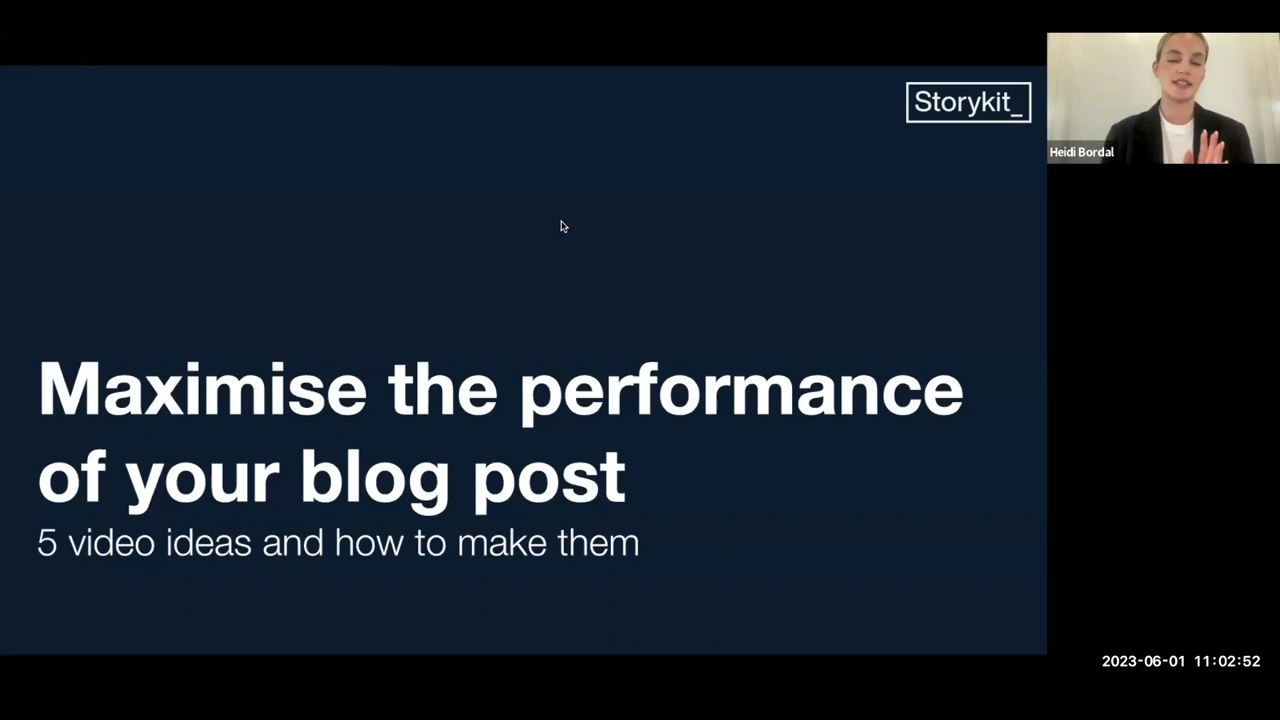 Storykit_
Heidi Bordal
Maximise the performance
of your blog post
5 video ideas and how to make them
2023-06-01 11:02:52